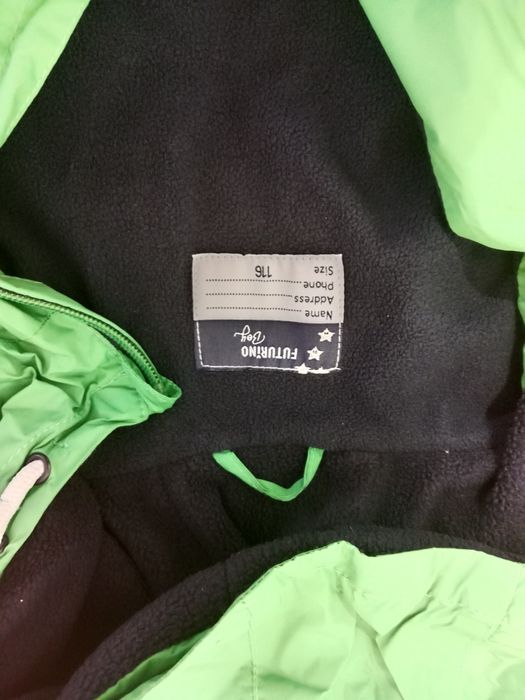 FUTURINO
Boy
Name
Address
Phone
Size 116